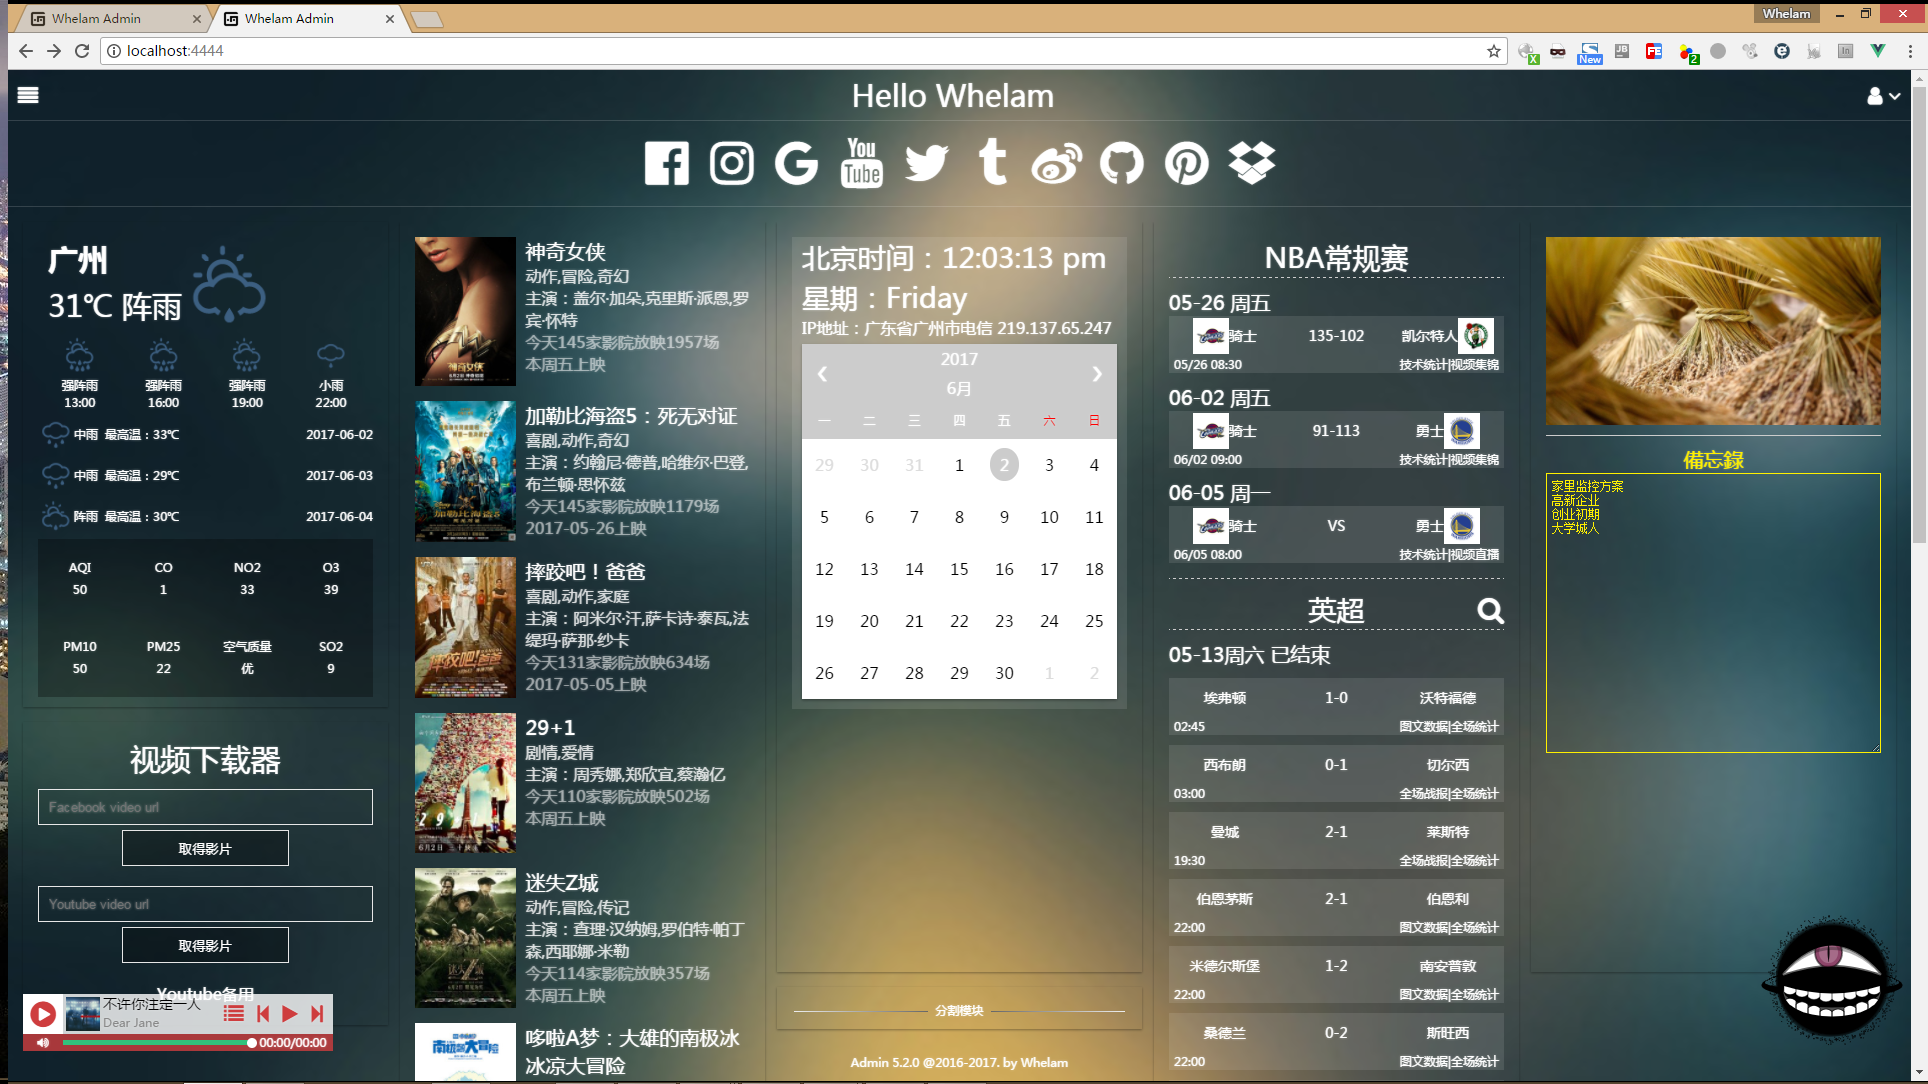 Whelam Admin
Whelam Admin
Whelam
localhost:4444
New
Hello Whelam
You
Tube
广州
31℃ 阵雨
强阵雨 强阵雨 强阵雨 小雨
13:00 16:00 19:00 22:00
中雨 最高温：33℃ 2017-06-02
中雨 最高温：29℃ 2017-06-03
阵雨 最高温：30℃ 2017-06-04
AQI CO NO2 O3
50 1 33 39
PM10 PM25 空气质量 SO2
50 22 优 9
视频下载器
Facebook video url
取得影片
Youtube video url
取得影片
Youtube备用
不许你注定一人
Dear Jane
00:00/00:00
神奇女侠
动作,冒险,奇幻
主演：盖尔·加朵,克里斯·派恩,罗
宾·怀特
今天145家影院放映1957场
本周五上映
加勒比海盗5：死无对证
喜剧,动作,奇幻
主演：约翰尼·德普,哈维尔·巴登,
布兰顿·思怀兹
今天145家影院放映1179场
2017-05-26上映
摔跤吧！爸爸
喜剧,动作,家庭
主演：阿米尔·汗,萨卡诗·泰瓦,法
缇玛·萨那·纱卡
今天131家影院放映634场
2017-05-05上映
29+1
剧情,爱情
主演：周秀娜,郑欣宜,蔡瀚亿
今天110家影院放映502场
本周五上映
迷失Z城
动作,冒险,传记
主演：查理·汉纳姆,罗伯特·帕丁
森,西耶娜·米勒
今天114家影院放映357场
本周五上映
哆啦A梦：大雄的南极冰
冰凉大冒险
北京时间：12:03:13 pm
星期：Friday
IP地址：广东省广州市电信 219.137.65.247
2017
6月
一 二 三 四 五 六 日
29 30 31 1 2 3 4
5 6 7 8 9 10 11
12 13 14 15 16 17 18
19 20 21 22 23 24 25
26 27 28 29 30 1 2
分割模块
Admin 5.2.0 @2016-2017. by Whelam
NBA常规赛
05-26 周五
骑士 135-102 凯尔特人
05/26 08:30 技术统计|视频集锦
06-02 周五
骑士 91-113 勇士
06/02 09:00 技术统计|视频集锦
06-05 周一
骑士 VS 勇士
06/05 08:00 技术统计|视频直播
英超
05-13周六 已结束
埃弗顿 1-0 沃特福德
02:45 图文数据|全场统计
西布朗 0-1 切尔西
03:00 全场战报|全场统计
曼城 2-1 莱斯特
19:30 全场战报|全场统计
伯恩茅斯 2-1 伯恩利
22:00 图文数据|全场统计
米德尔斯堡 1-2 南安普敦
22:00 图文数据|全场统计
桑德兰 0-2 斯旺西
22:00 图文数据|全场统计
備忘錄
家里监控方案
高新企业
创业初期
大学城人